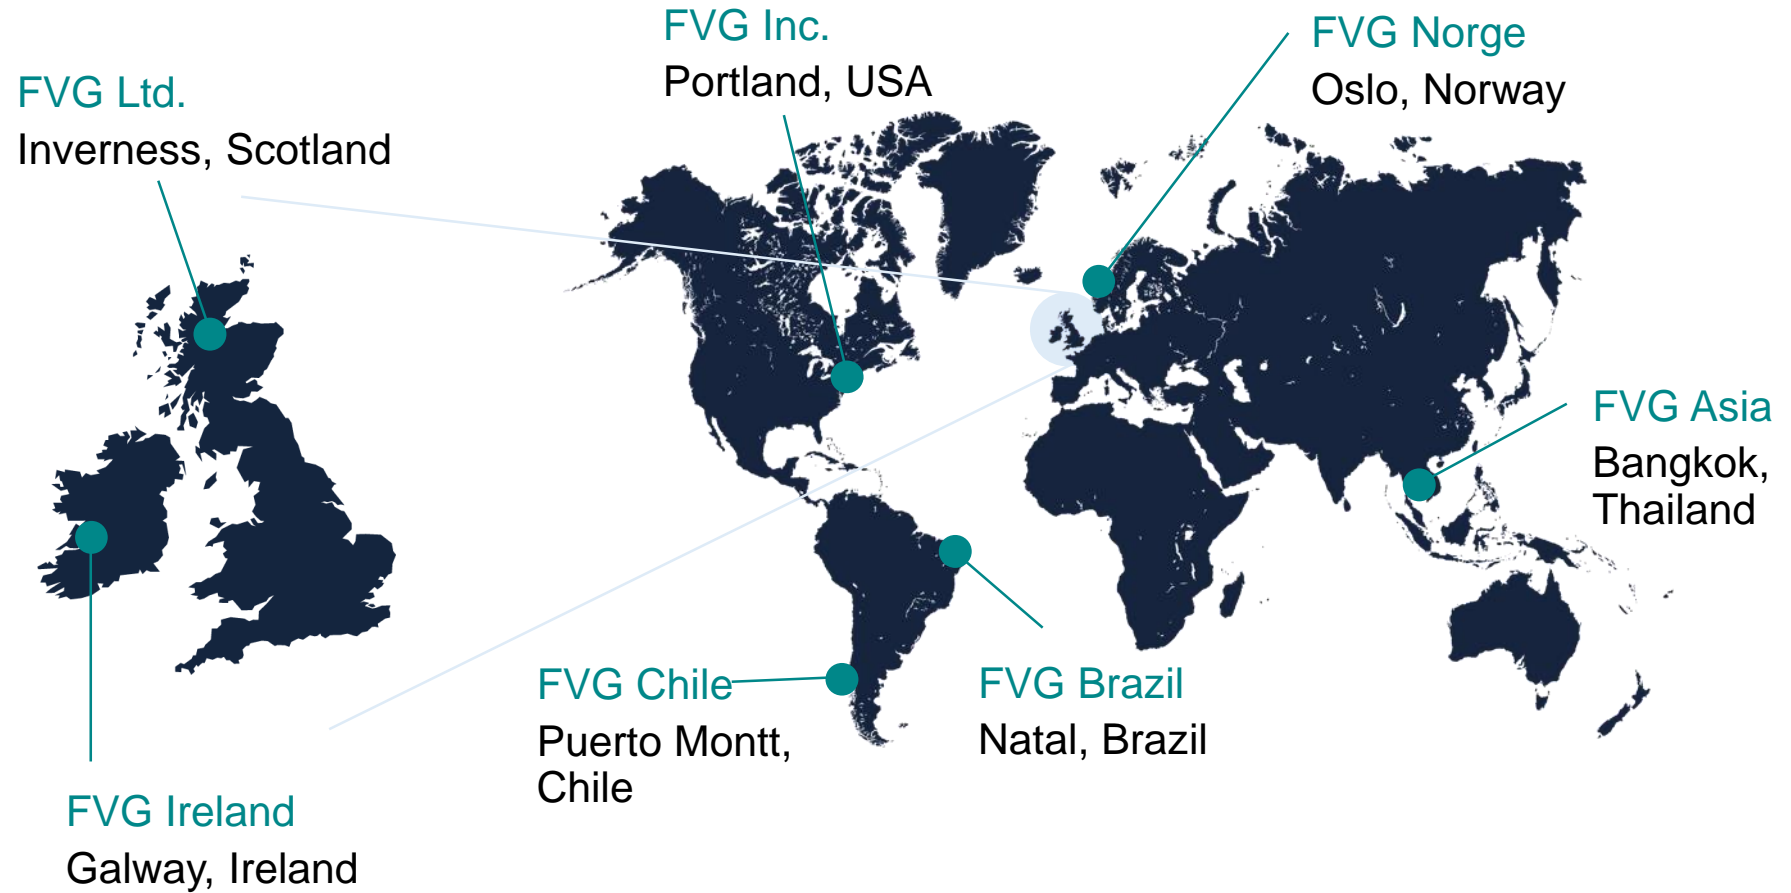 FVG Inc.
Portland, USA
FVG Norge
Oslo, Norway
FVG Ltd.
Inverness, Scotland
FVG Asia
Bangkok,
Thailand
FVG Chile
Puerto Montt,
Chile
FVG Brazil
Natal, Brazil
FVG Ireland
Galway, Ireland